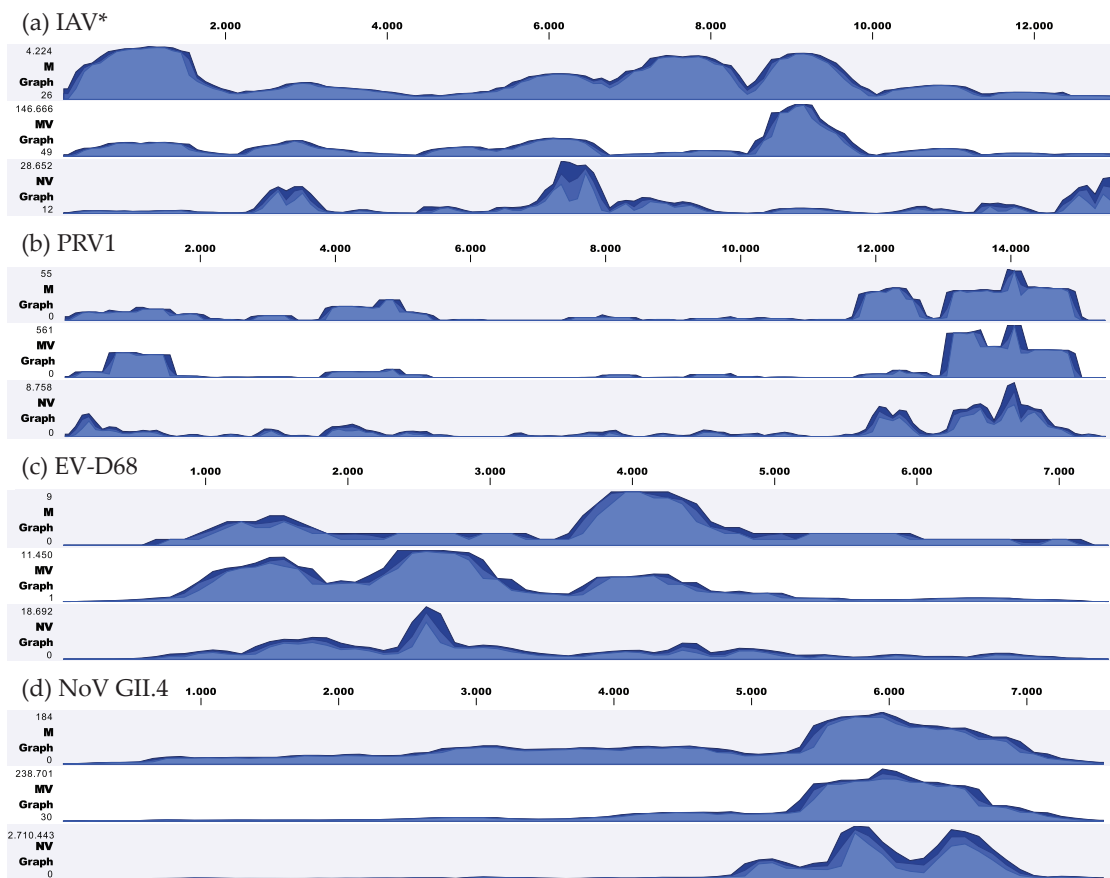 (a) IAV*
2.000 4.000 6.000 8.000 10.000 12.000
4.224
M
Graph
26
146.666
MV
Graph
49
28.652
NV
Graph
12
(b) PRV1
2.000 4.000 6.000 8.000 10.000 12.000 14.000
55
M
Graph
0
561
MV
Graph
0
8.758
NV
Graph
0
(c) EV-D68
1.000 2.000 3.000 4.000 5.000 6.000 7.000
9
M
Graph
0
11.450
MV
Graph
1
18.692
NV
Graph
0
(d) NoV GII.4
1.000 2.000 3.000 4.000 5.000 6.000 7.000
184
M
Graph
0
238.701
MV
Graph
30
2.710.443
NV
Graph
0